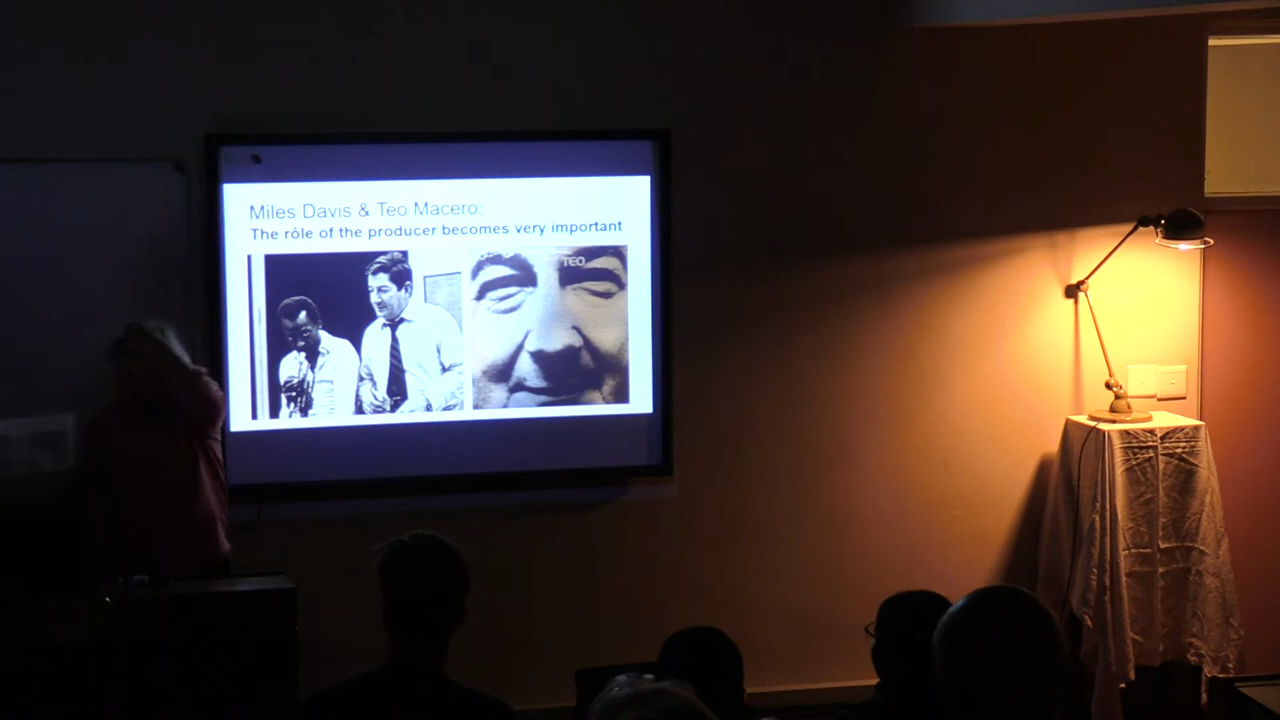 Miles Davis & Teo Macero:
The rôle of the producer becomes very important
TEO